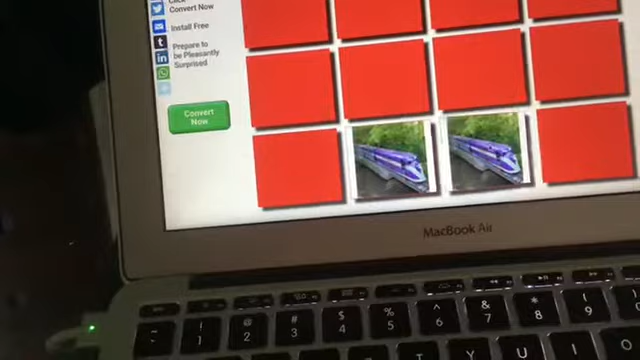 Click
Convert Now
Install Free
Prepare to
be Pleasantly
Surprised
Convert
Now
MacBook Air
~ ! @ # $ % ^ & * (
1 2 3 4 5 6 7 8 9
T Y U I O